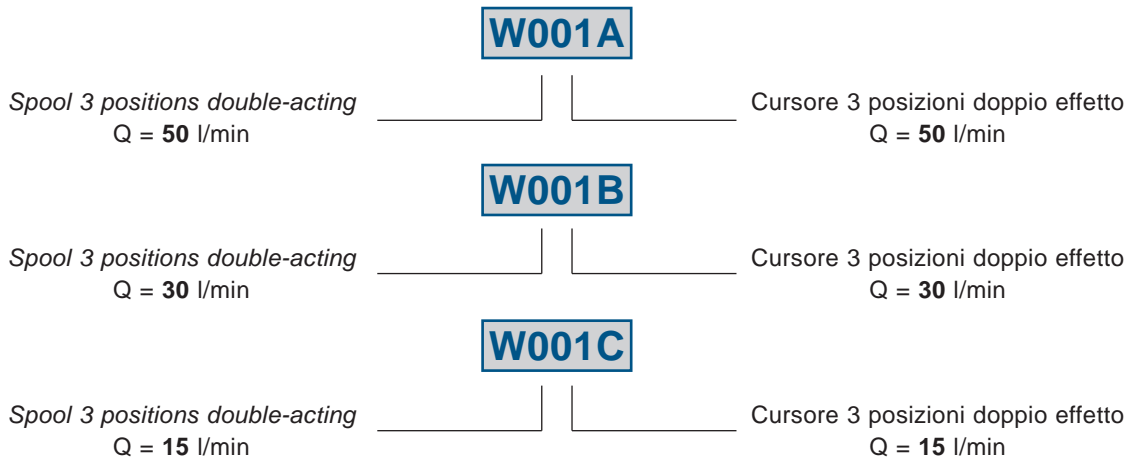 W001A
Spool 3 positions double-acting
Q = 50 l/min
Cursore 3 posizioni doppio effetto
Q = 50 l/min
W001B
Spool 3 positions double-acting
Q = 30 l/min
Cursore 3 posizioni doppio effetto
Q = 30 l/min
W001C
Spool 3 positions double-acting
Q = 15 l/min
Cursore 3 posizioni doppio effetto
Q = 15 l/min